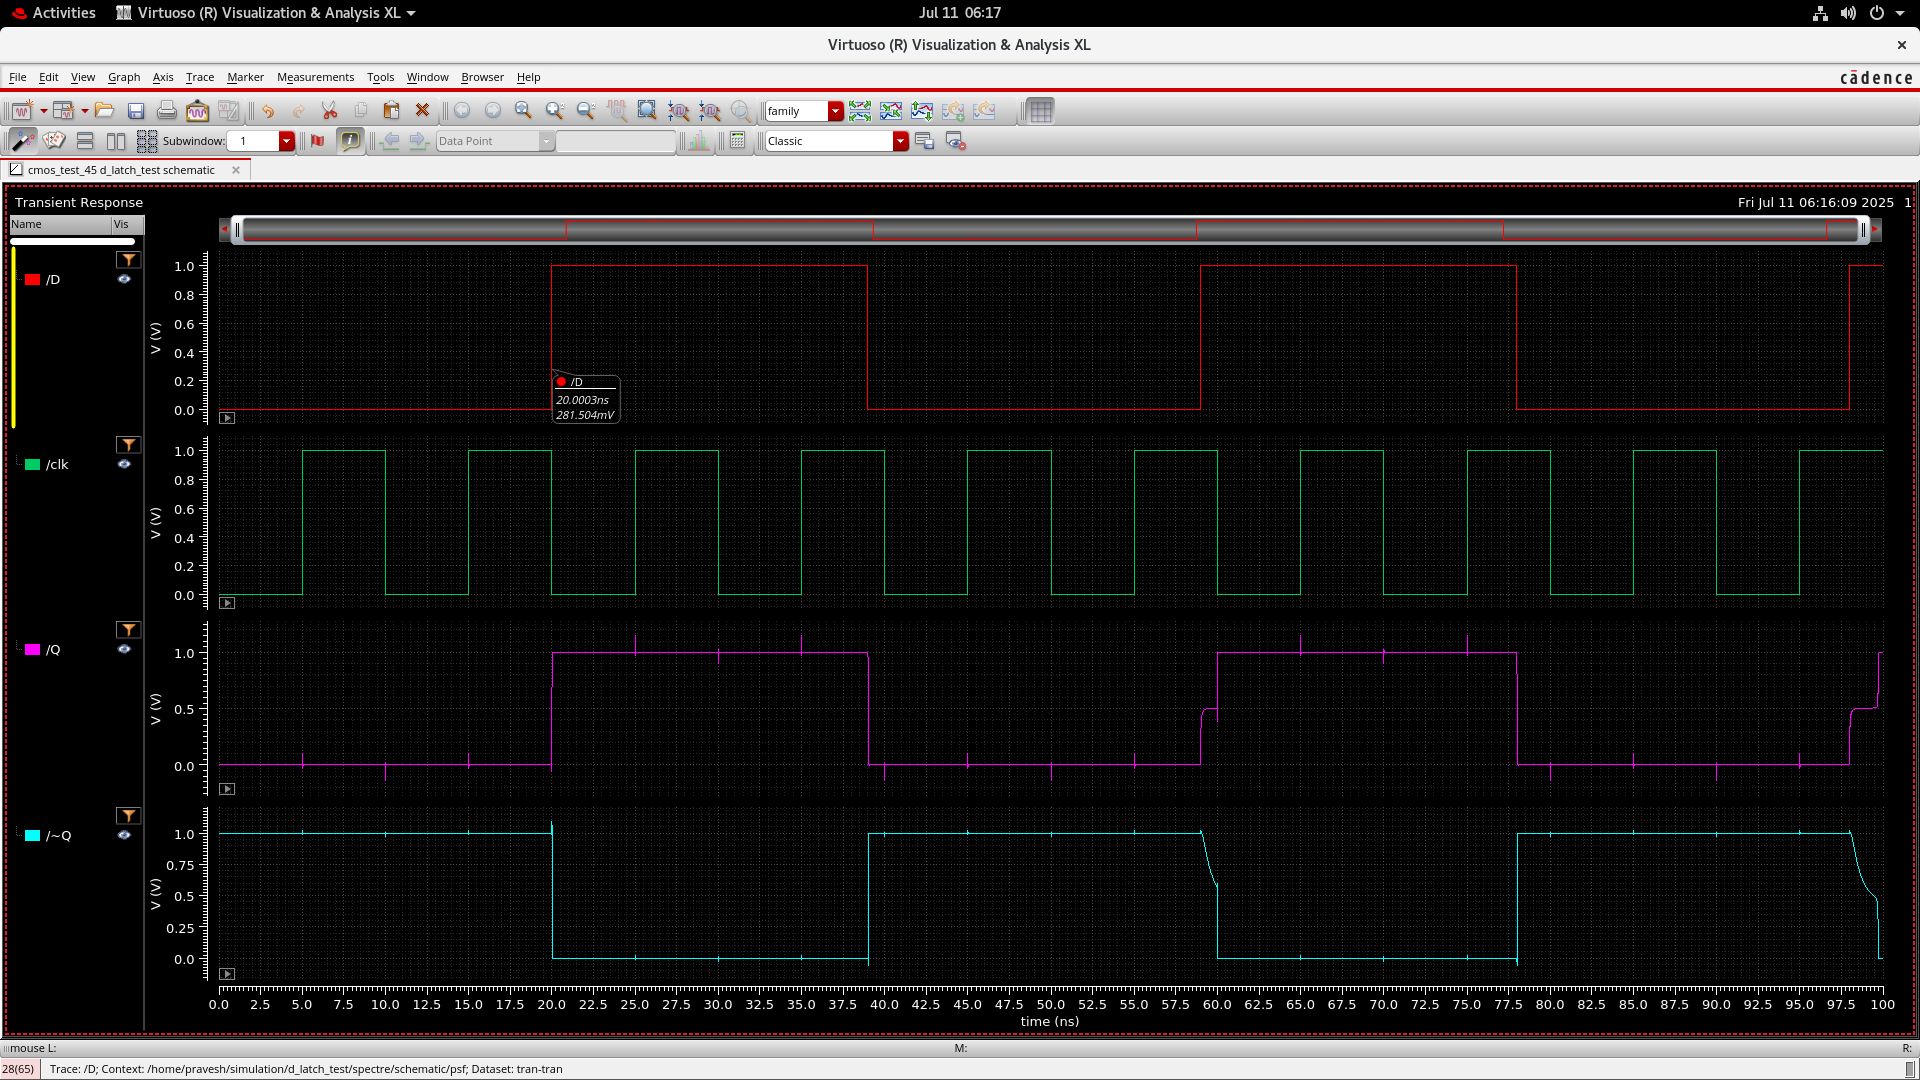 Activities
Virtuoso (R) Visualization & Analysis XL
Jul 11 06:17
Virtuoso (R) Visualization & Analysis XL
File Edit View Graph Axis Trace Marker Measurements Tools Window Browser Help
cādence
family
Subwindow: 1
Data Point
Classic
cmos_test_45 d_latch_test schematic
Transient Response
Fri Jul 11 06:16:09 2025 1
Name Vis
/D
V (V)
1.0
0.8
0.6
0.4
0.2
0.0
/D
20.0003ns
281.504mV
/clk
V (V)
1.0
0.8
0.6
0.4
0.2
0.0
/Q
V (V)
1.0
0.5
0.0
/~Q
V (V)
1.0
0.75
0.5
0.25
0.0
0.0 2.5 5.0 7.5 10.0 12.5 15.0 17.5 20.0 22.5 25.0 27.5 30.0 32.5 35.0 37.5 40.0 42.5 45.0 47.5 50.0 52.5 55.0 57.5 60.0 62.5 65.0 67.5 70.0 72.5 75.0 77.5 80.0 82.5 85.0 87.5 90.0 92.5 95.0 97.5 100
time (ns)
mouse L: M: R:
28(65) Trace: /D; Context: /home/pravesh/simulation/d_latch_test/spectre/schematic/psf; Dataset: tran-tran